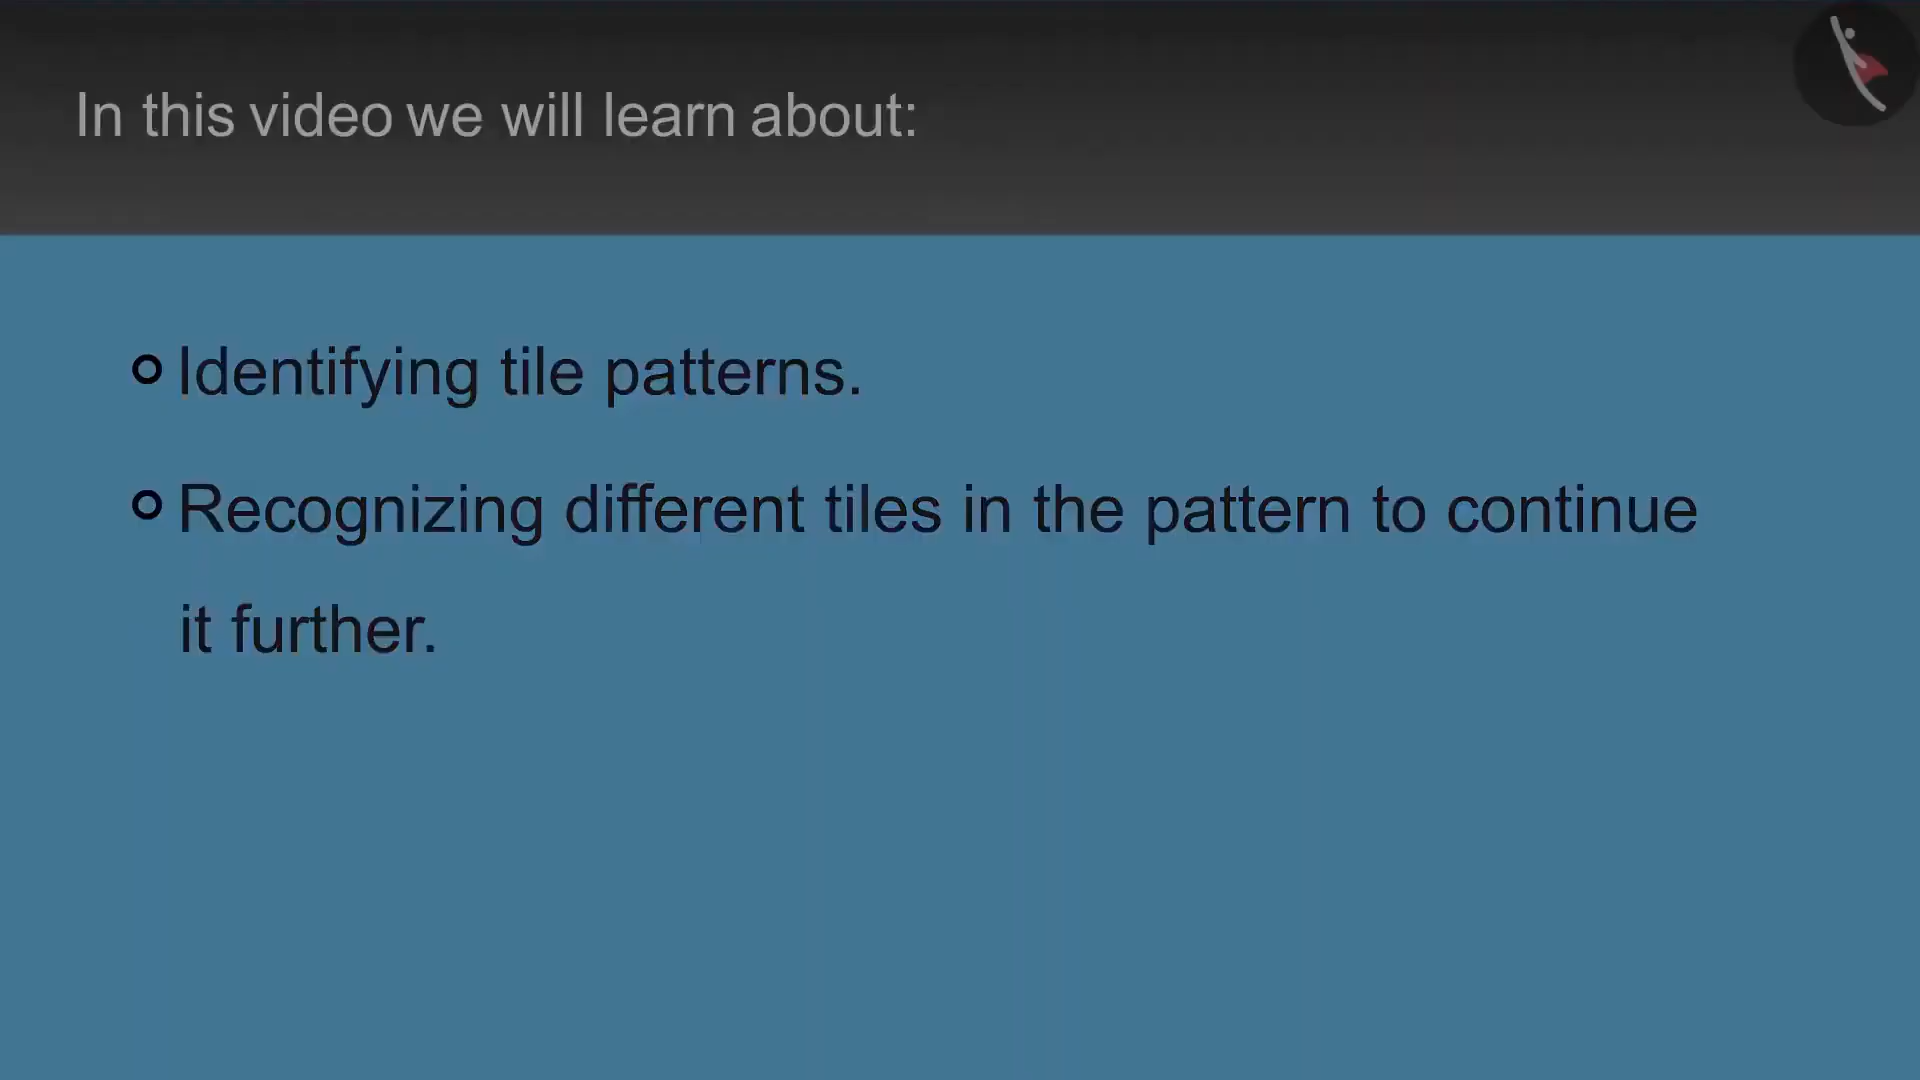 In this video we will learn about:
Identifying tile patterns.
Recognizing different tiles in the pattern to continue
it further.